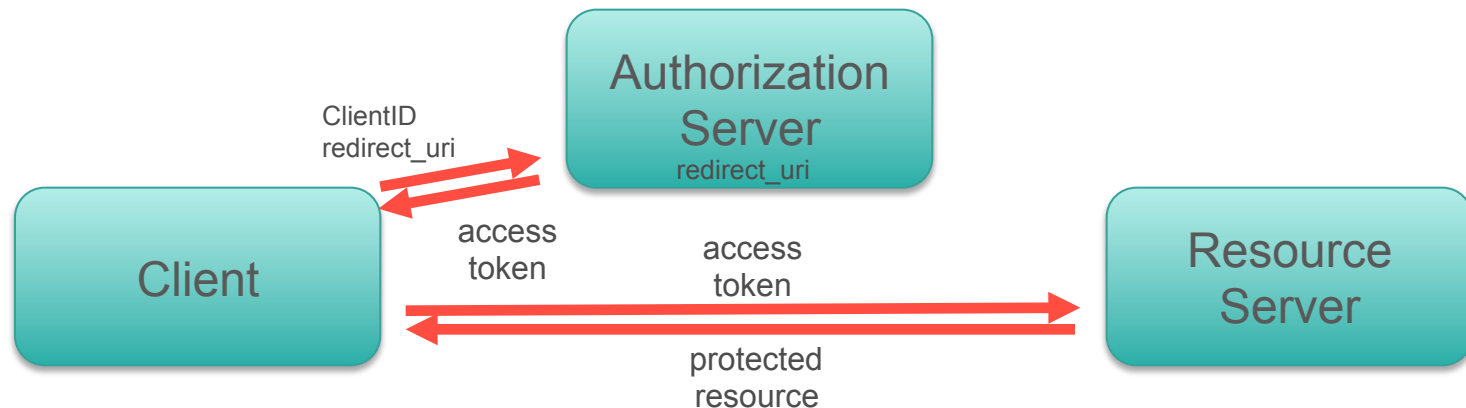 Authorization
Server
redirect_uri
ClientID
redirect_uri
Client
access
token
access
token
Resource
Server
protected
resource